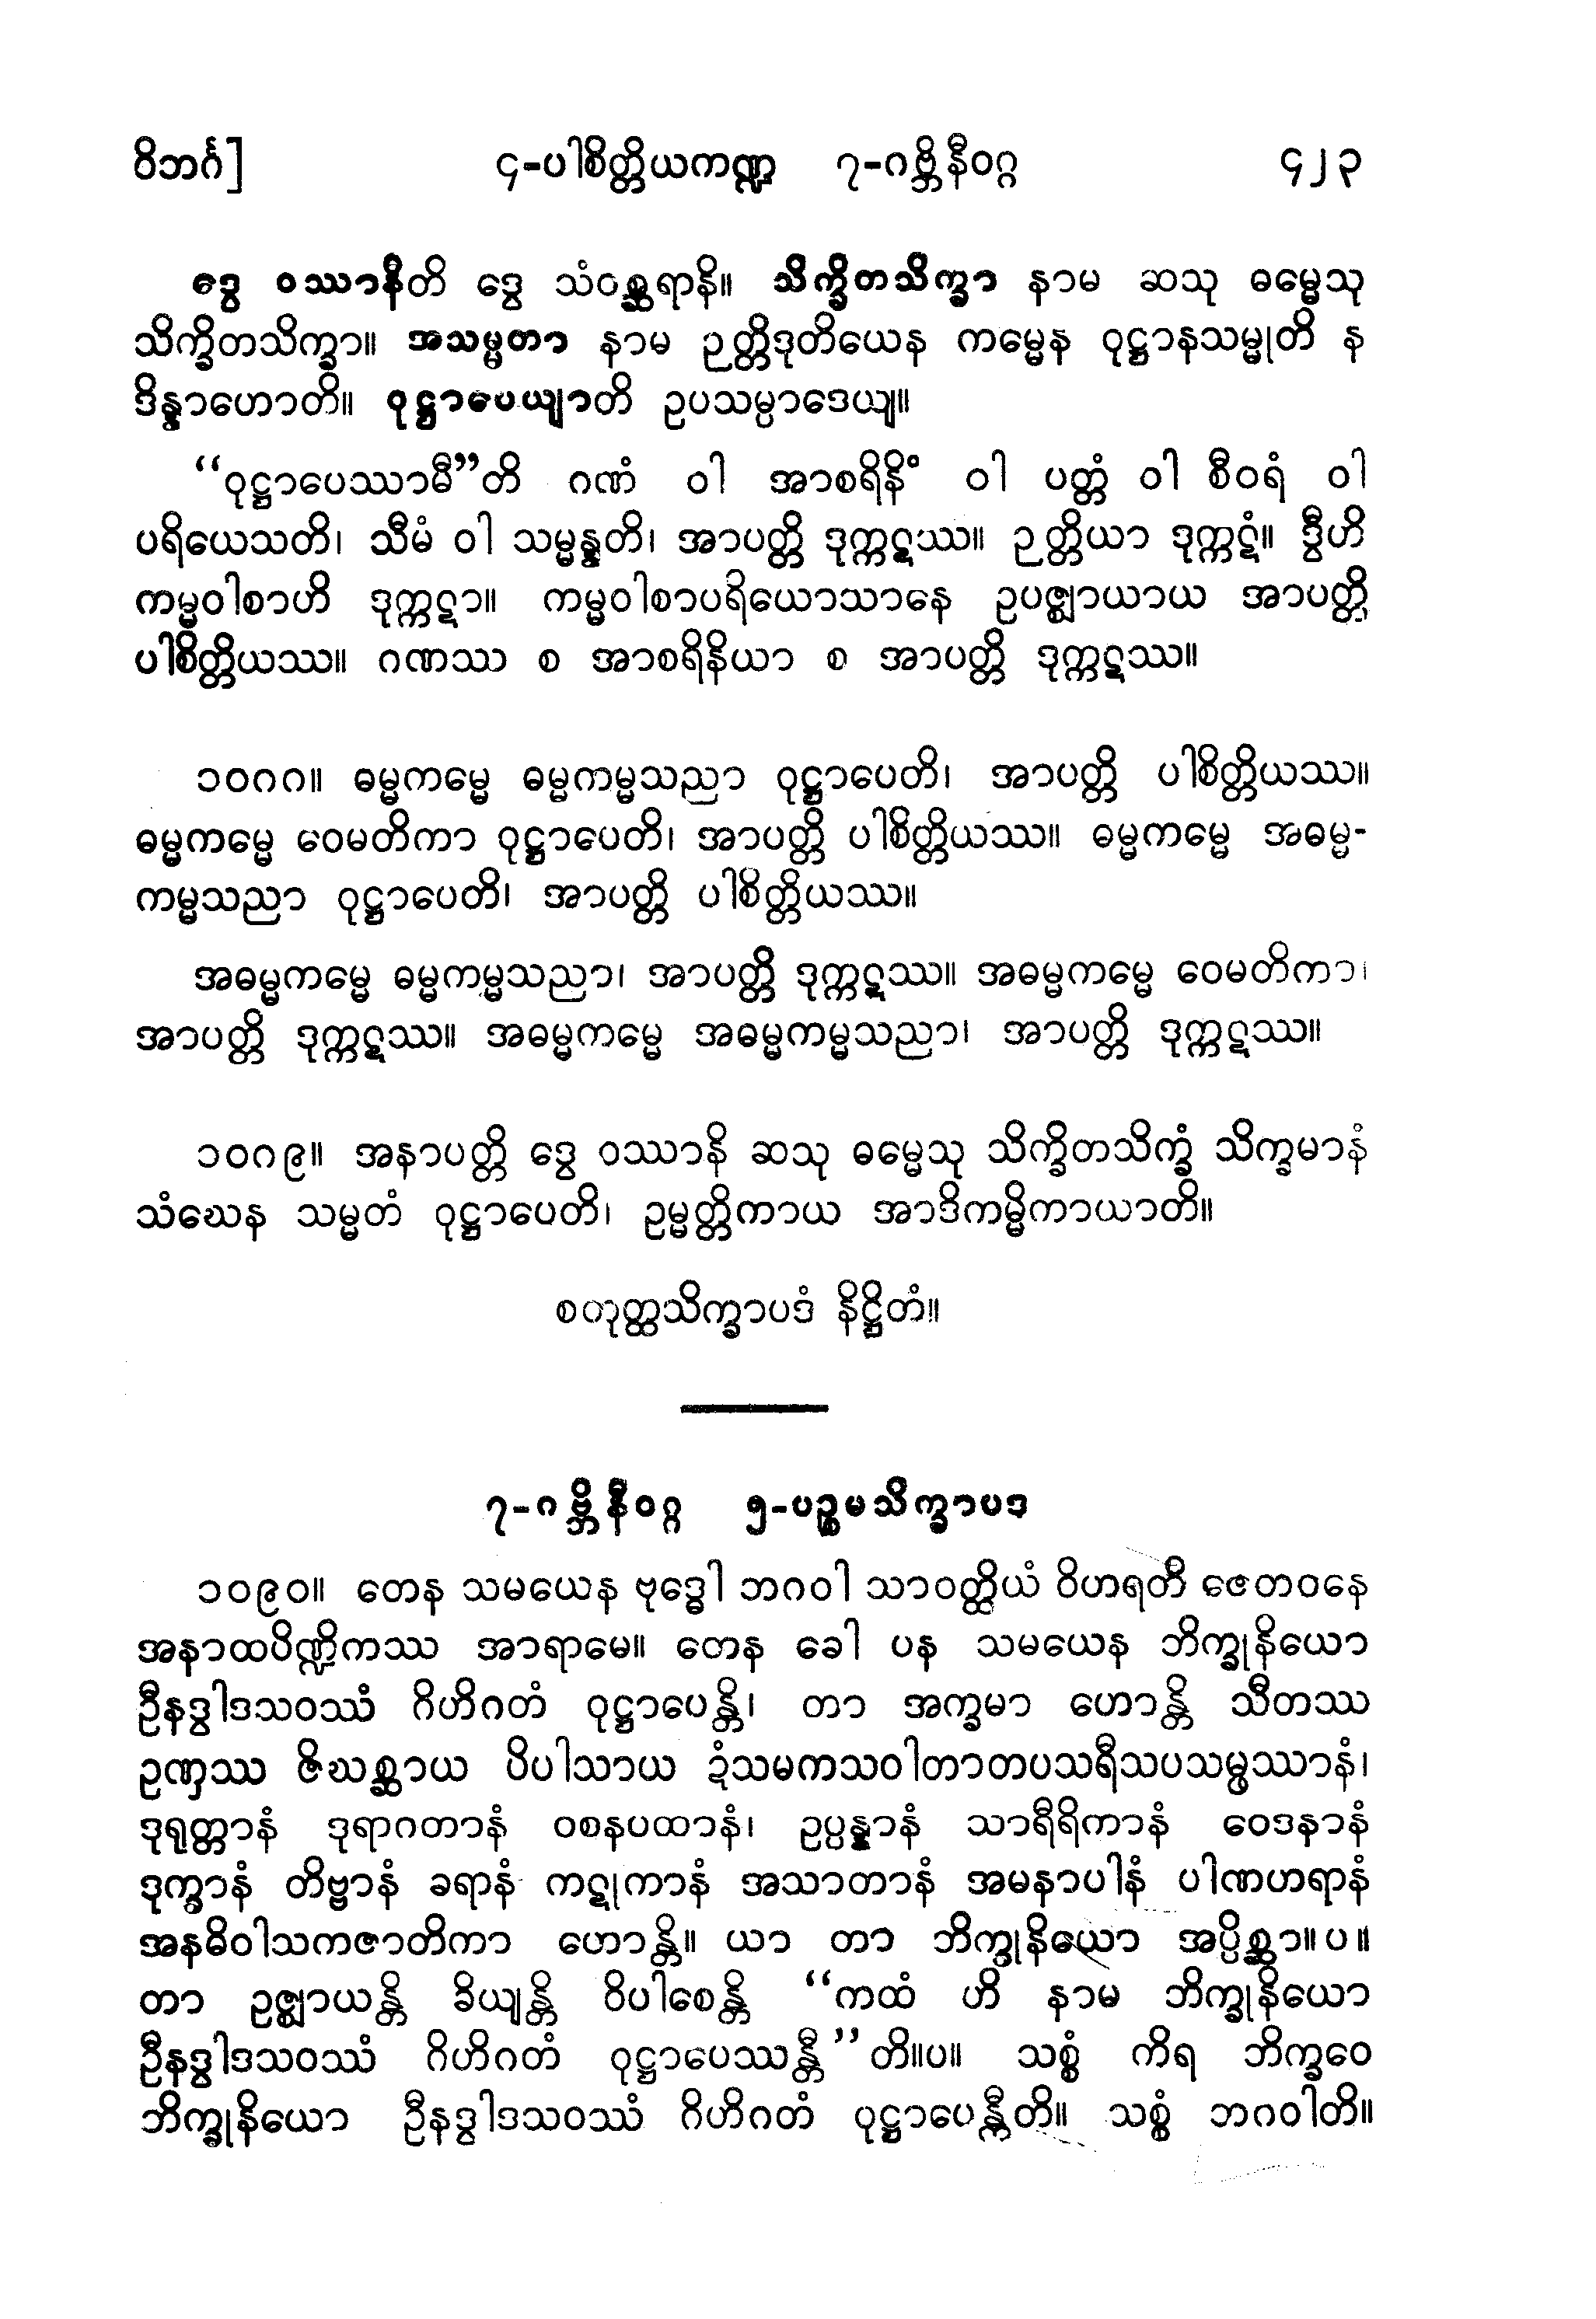 ဝိဘင်္ဂ] ၄-ပါစိတ္တိယကဏ္ဍ ၇-ဂဗ္ဘိနီဝဂ္ဂ ၄၂၃
ဒွေ ဝဿာနီတိ ဒွေ သံဝစ္ဆရာနိ။ သိက္ခိတသိက္ခာ နာမ ဆသု ဓမ္မေသု
သိက္ခိတသိက္ခာ။ အသမ္မတာ နာမ ဉတ္တိဒုတိယေန ကမ္မေန ဝုဋ္ဌာနသမ္မုတိ န
ဒိန္နာဟောတိ။ ဝုဋ္ဌာပေယျာတိ ဥပသမ္ပာဒေယျ။
“ဝုဋ္ဌာပေဿာမီ”တိ ဂဏံ ဝါ အာစရိနိံ ဝါ ပတ္တံ ဝါ စီဝရံ ဝါ
ပရိယေသတိ၊ သီမံ ဝါ သမ္မန္နတိ၊ အာပတ္တိ ဒုက္ကဋဿ။ ဉတ္တိယာ ဒုက္ကဋံ။ ဒွီဟိ
ကမ္မဝါစာဟိ ဒုက္ကဋာ။ ကမ္မဝါစာပရိယောသာနေ ဥပဇ္ဈာယာယ အာပတ္တိ
ပါစိတ္တိယဿ။ ဂဏဿ စ အာစရိနိယာ စ အာပတ္တိ ဒုက္ကဋဿ။
၁၀၈၈။ ဓမ္မကမ္မေ ဓမ္မကမ္မသညာ ဝုဋ္ဌာပေတိ၊ အာပတ္တိ ပါစိတ္တိယဿ။
ဓမ္မကမ္မေ ဝေမတိကာ ဝုဋ္ဌာပေတိ၊ အာပတ္တိ ပါစိတ္တိယဿ။ ဓမ္မကမ္မေ အဓမ္မ-
ကမ္မသညာ ဝုဋ္ဌာပေတိ၊ အာပတ္တိ ပါစိတ္တိယဿ။
အဓမ္မကမ္မေ ဓမ္မကမ္မသညာ၊ အာပတ္တိ ဒုက္ကဋဿ။ အဓမ္မကမ္မေ ဝေမတိကာ၊
အာပတ္တိ ဒုက္ကဋဿ။ အဓမ္မကမ္မေ အဓမ္မကမ္မသညာ၊ အာပတ္တိ ဒုက္ကဋဿ။
၁၀၈၉။ အနာပတ္တိ ဒွေ ဝဿာနိ ဆသု ဓမ္မေသု သိက္ခိတသိက္ခံ သိက္ခမာနံ
သံဃေန သမ္မတံ ဝုဋ္ဌာပေတိ၊ ဥမ္မတ္တိကာယ အာဒိကမ္မိကာယာတိ။
စတုတ္ထသိက္ခာပဒံ နိဋ္ဌိတံ။
၇-ဂဗ္ဘိနီဝဂ္ဂ ၅-ပဉ္စမသိက္ခာပဒ
၁၀၉၀။ တေန သမယေန ဗုဒ္ဓေါ ဘဂဝါ သာဝတ္ထိယံ ဝိဟရတိ ဇေတဝနေ
အနာထပိဏ္ဍိကဿ အာရာမေ။ တေန ခေါ ပန သမယေန ဘိက္ခုနိယော
ဦနဒွါဒသဝဿံ ဂိဟိဂတံ ဝုဋ္ဌာပေန္တိ၊ တာ အက္ခမာ ဟောန္တိ သီတဿ
ဥဏှဿ ဇိဃစ္ဆာယ ပိပါသာယ ဍံသမကသဝါတာတပသရီသပသမ္ဖဿာနံ၊
ဒုရုတ္တာနံ ဒုရာဂတာနံ ဝစနပထာနံ၊ ဥပ္ပန္နာနံ သာရီရိကာနံ ဝေဒနာနံ
ဒုက္ခာနံ တိဗ္ဗာနံ ခရာနံ ကဋုကာနံ အသာတာနံ အမနာပါနံ ပါဏဟရာနံ
အနဓိဝါသကဇာတိကာ ဟောန္တိ။ ယာ တာ ဘိက္ခုနိယော အပ္ပိစ္ဆာ။ပ။
တာ ဥဇ္ဈာယန္တိ ခိယျန္တိ ဝိပါစေန္တိ “ကထံ ဟိ နာမ ဘိက္ခုနိယော
ဦနဒွါဒသဝဿံ ဂိဟိဂတံ ဝုဋ္ဌာပေဿန္တီ”တိ။ပ။ သစ္စံ ကိရ ဘိက္ခဝေ
ဘိက္ခုနိယော ဦနဒွါဒသဝဿံ ဂိဟိဂတံ ဝုဋ္ဌာပေန္တီတိ။ သစ္စံ ဘဂဝါတိ။